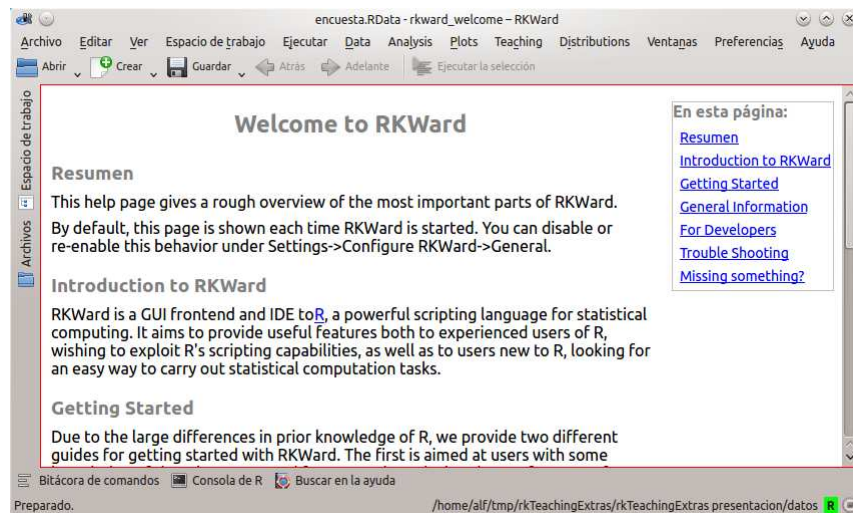 encuesta.RData - rkward_welcome – RKWard
Archivo Editar Ver Espacio de trabajo Ejecutar Data Analysis Plots Teaching Distributions Ventanas Preferencias Ayuda
Abrir Crear Guardar Atrás Adelante Ejecutar la selección
Espacio de trabajo
Archivos
Welcome to RKWard
Resumen
This help page gives a rough overview of the most important parts of RKWard.
By default, this page is shown each time RKWard is started. You can disable or
re-enable this behavior under Settings->Configure RKWard->General.
Introduction to RKWard
RKWard is a GUI frontend and IDE toR, a powerful scripting language for statistical
computing. It aims to provide useful features both to experienced users of R,
wishing to exploit R's scripting capabilities, as well as to users new to R, looking for
an easy way to carry out statistical computation tasks.
Getting Started
Due to the large differences in prior knowledge of R, we provide two different
guides for getting started with RKWard. The first is aimed at users with some
En esta página:
Resumen
Introduction to RKWard
Getting Started
General Information
For Developers
Trouble Shooting
Missing something?
Bitácora de comandos Consola de R Buscar en la ayuda
Preparado. /home/alf/tmp/rkTeachingExtras/rkTeachingExtras presentacion/datos R